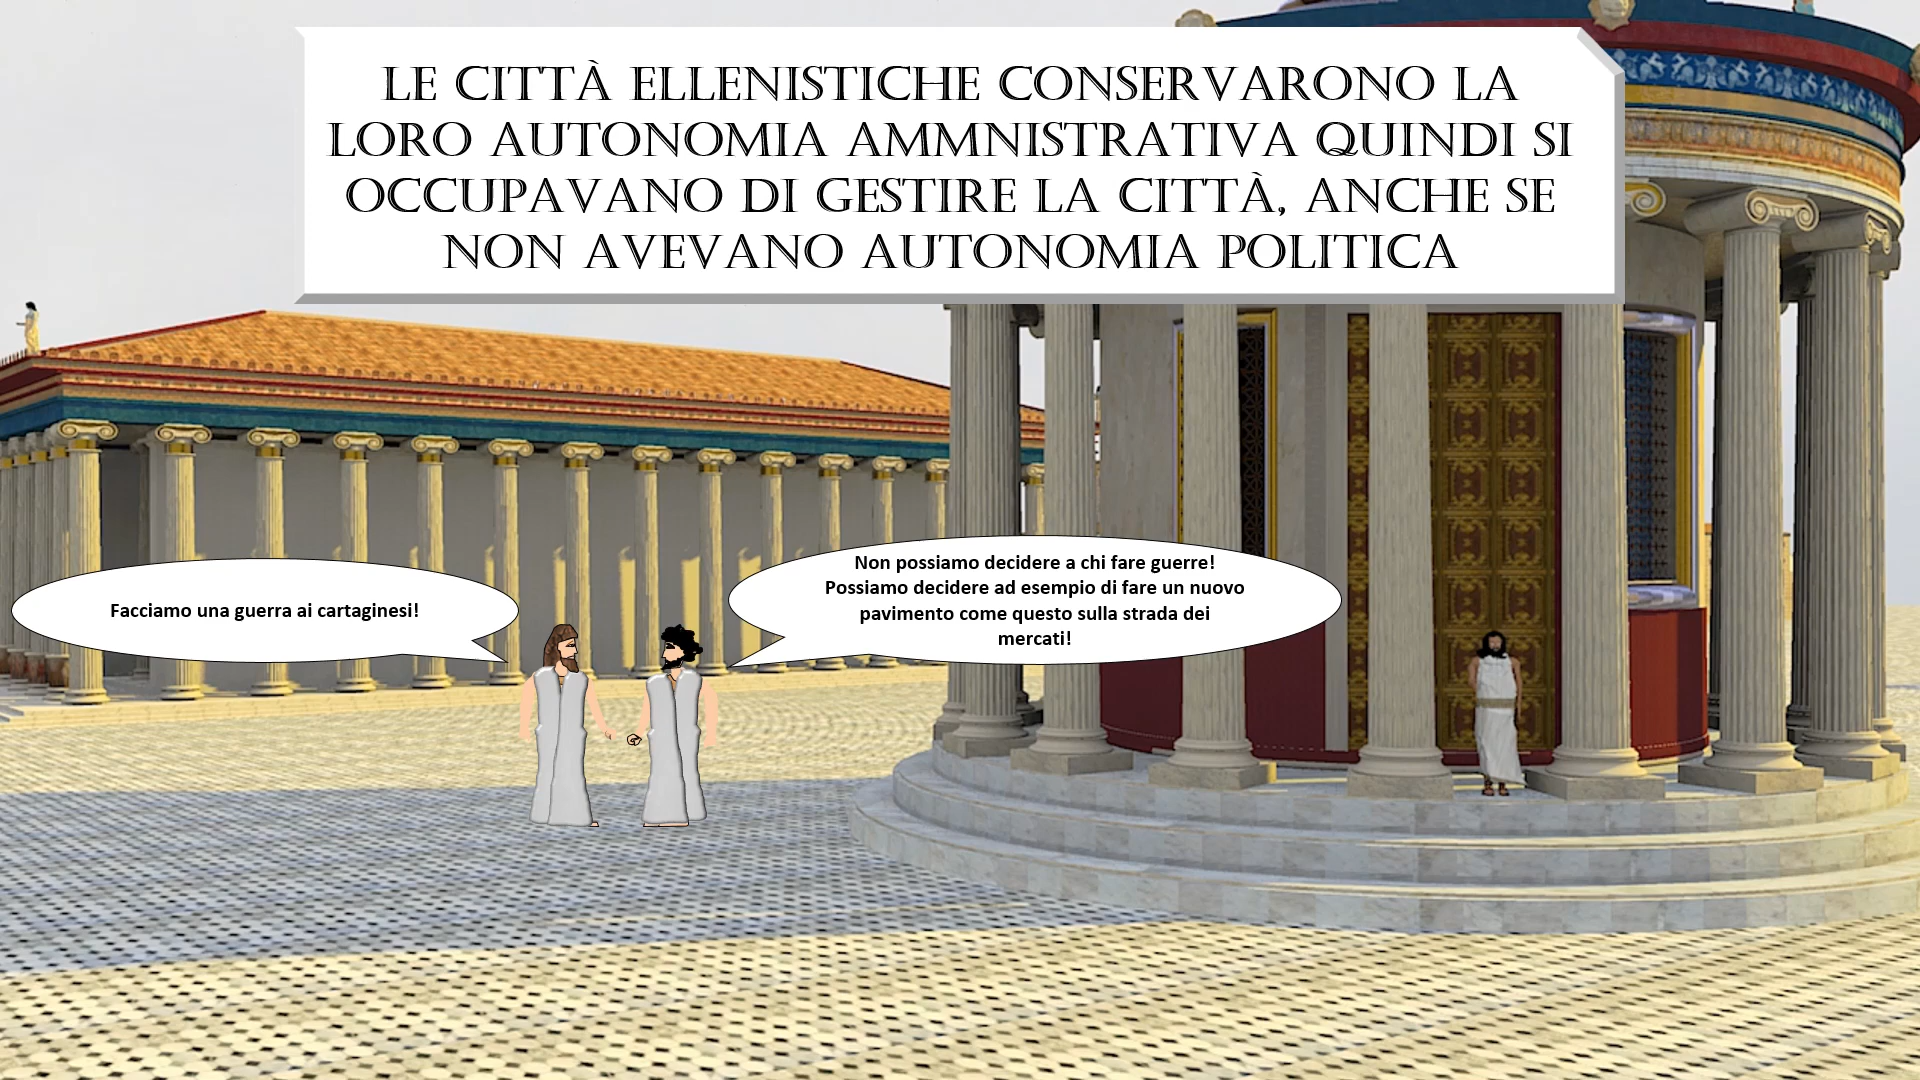 LE CITTÀ ELLENISTICHE CONSERVARONO LA
LORO AUTONOMIA AMMNISTRATIVA QUINDI SI
OCCUPAVANO DI GESTIRE LA CITTÀ, ANCHE SE
NON AVEVANO AUTONOMIA POLITICA
Facciamo una guerra ai cartaginesi!
Non possiamo decidere a chi fare guerre!
Possiamo decidere ad esempio di fare un nuovo
pavimento come questo sulla strada dei
mercati!